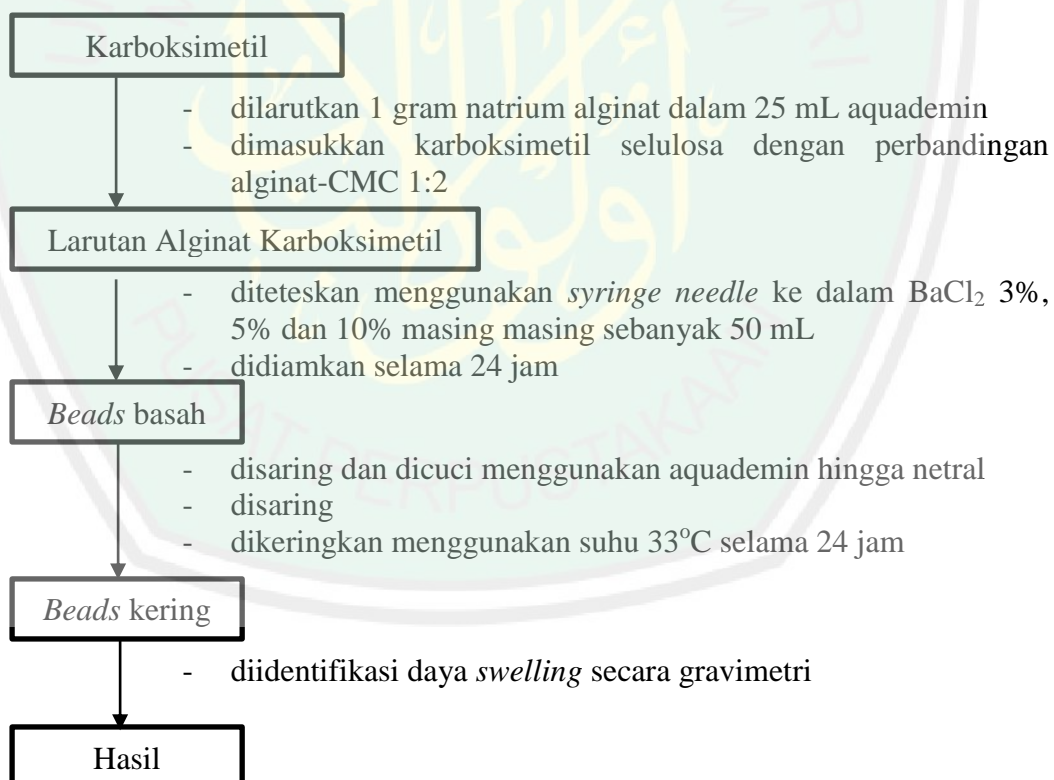 Karboksimetil
- dilarutkan 1 gram natrium alginat dalam 25 mL aquademin
- dimasukkan karboksimetil selulosa dengan perbandingan
alginat-CMC 1:2
Larutan Alginat Karboksimetil
- diteteskan menggunakan syringe needle ke dalam BaCl₂ 3%,
5% dan 10% masing masing sebanyak 50 mL
- didiamkan selama 24 jam
Beads basah
- disaring dan dicuci menggunakan aquademin hingga netral
- disaring
- dikeringkan menggunakan suhu 33°C selama 24 jam
Beads kering
- diidentifikasi daya swelling secara gravimetri
Hasil
PUSAT PERPUSTAKAAN